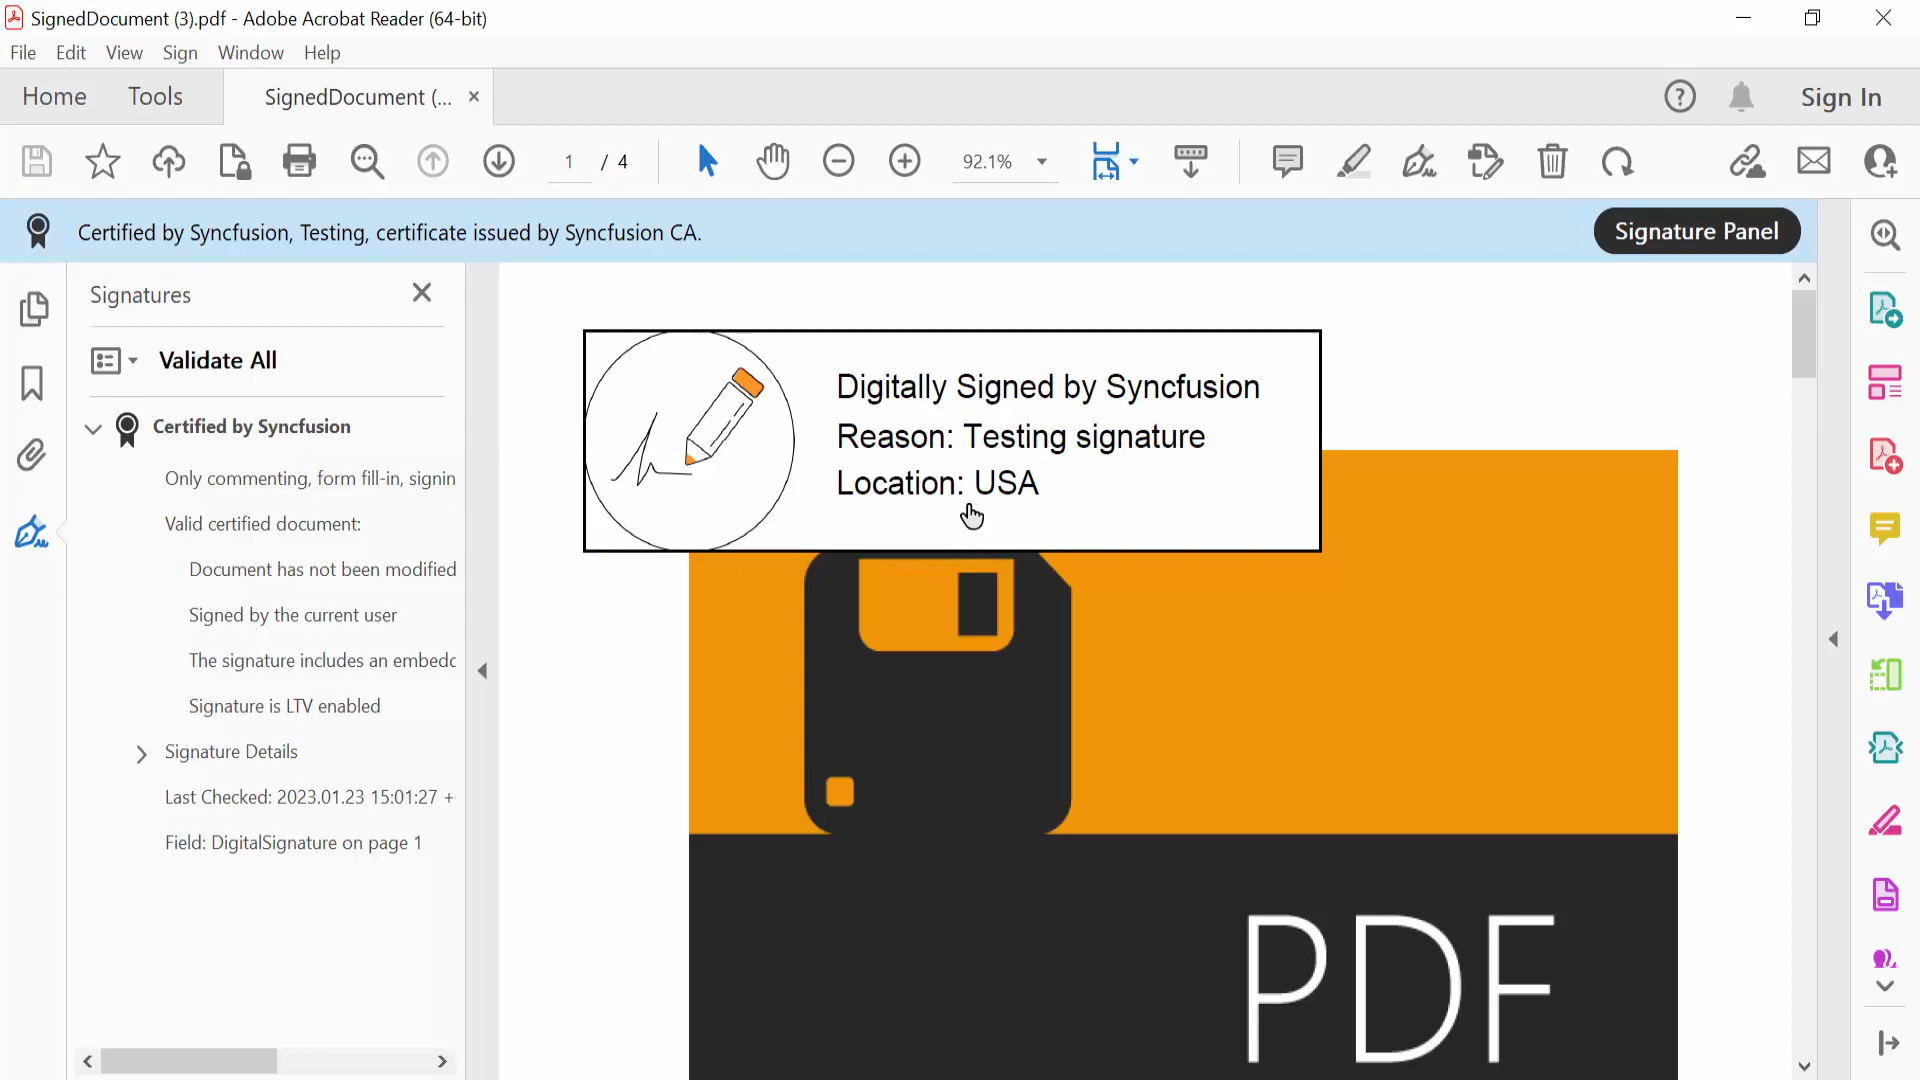 SignedDocument (3).pdf - Adobe Acrobat Reader (64-bit)
File Edit View Sign Window Help
Home Tools SignedDocument (... × ? Sign In
1 / 4 92.1%
Certified by Syncfusion, Testing, certificate issued by Syncfusion CA.
Signature Panel
Signatures
Validate All
Certified by Syncfusion
Only commenting, form fill-in, signin
Valid certified document:
Document has not been modified
Signed by the current user
The signature includes an embedc
Signature is LTV enabled
Signature Details
Last Checked: 2023.01.23 15:01:27 +
Field: DigitalSignature on page 1
Digitally Signed by Syncfusion
Reason: Testing signature
Location: USA
PDF